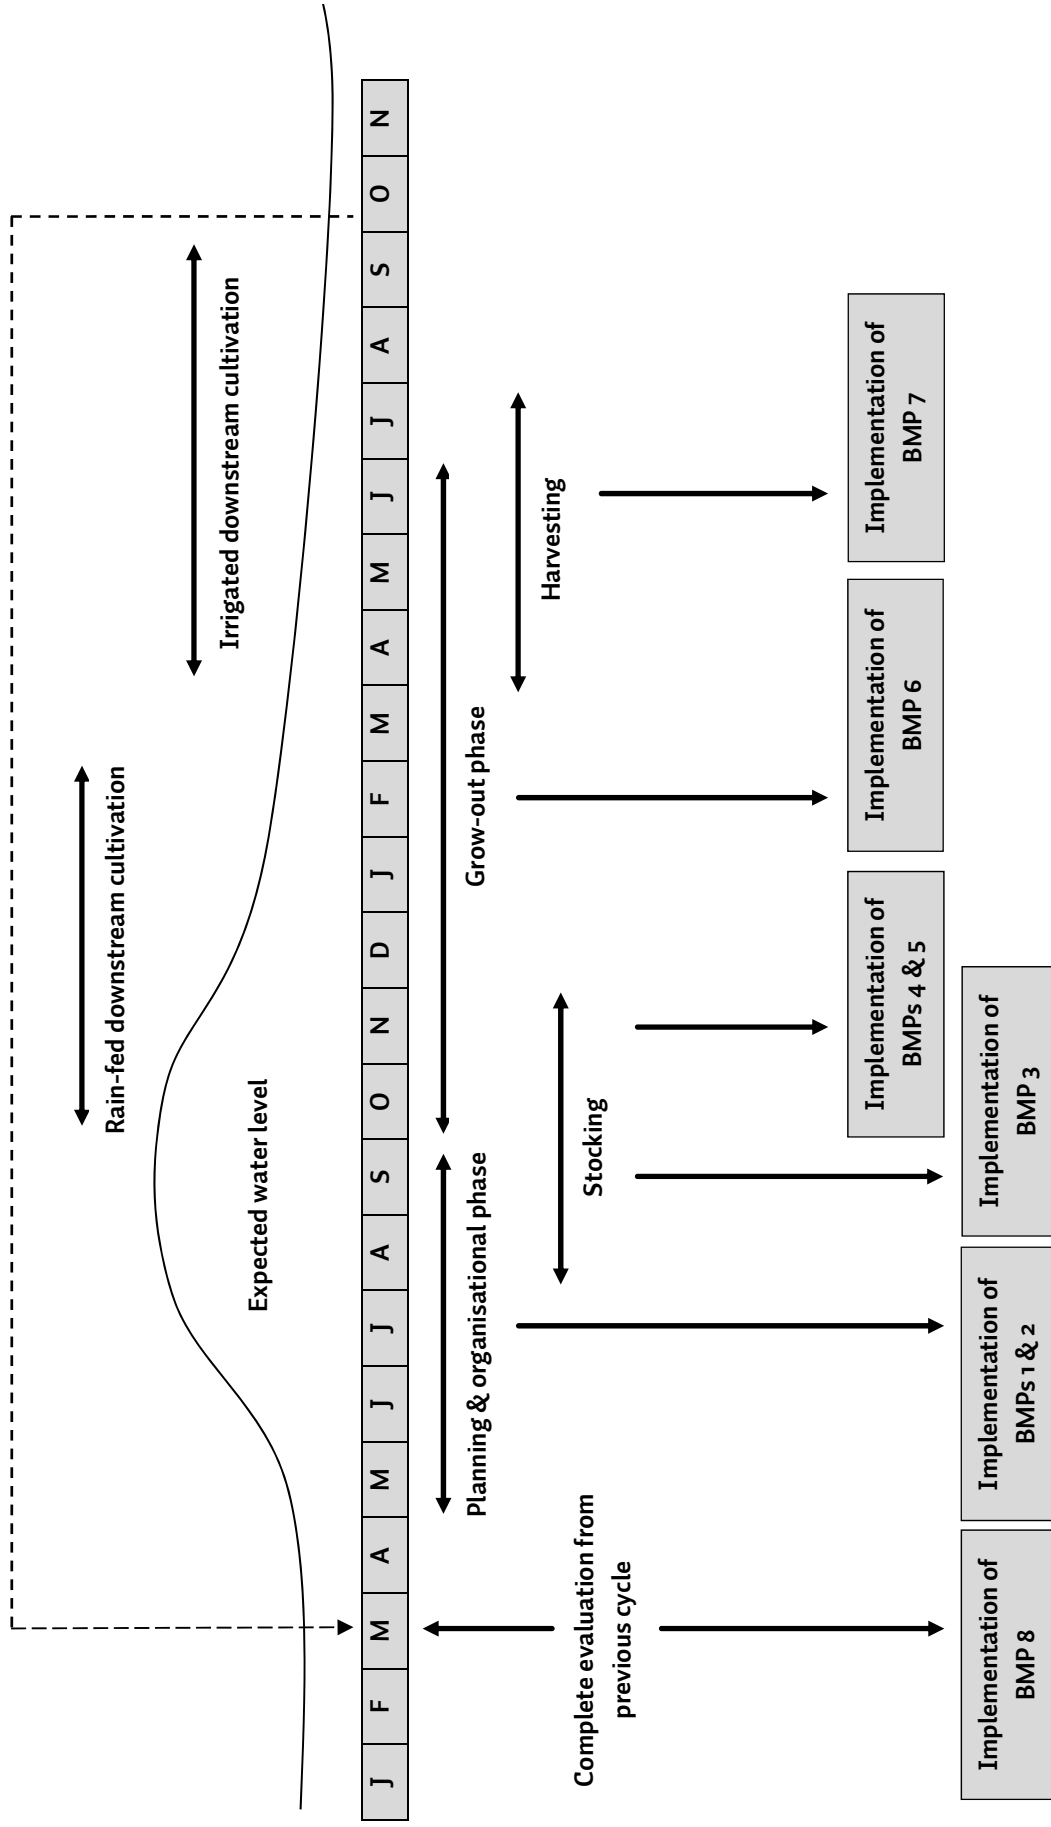 Rain-fed downstream cultivation
Irrigated downstream cultivation
Expected water level
J F M A M J J A S O N D J F M A M J J A S O N
Planning & organisational phase
Grow-out phase
Stocking
Harvesting
Complete evaluation from
previous cycle
Implementation of
BMP 8
Implementation of
BMPs 1 & 2
Implementation of
BMP 3
Implementation of
BMPs 4 & 5
Implementation of
BMP 6
Implementation of
BMP 7